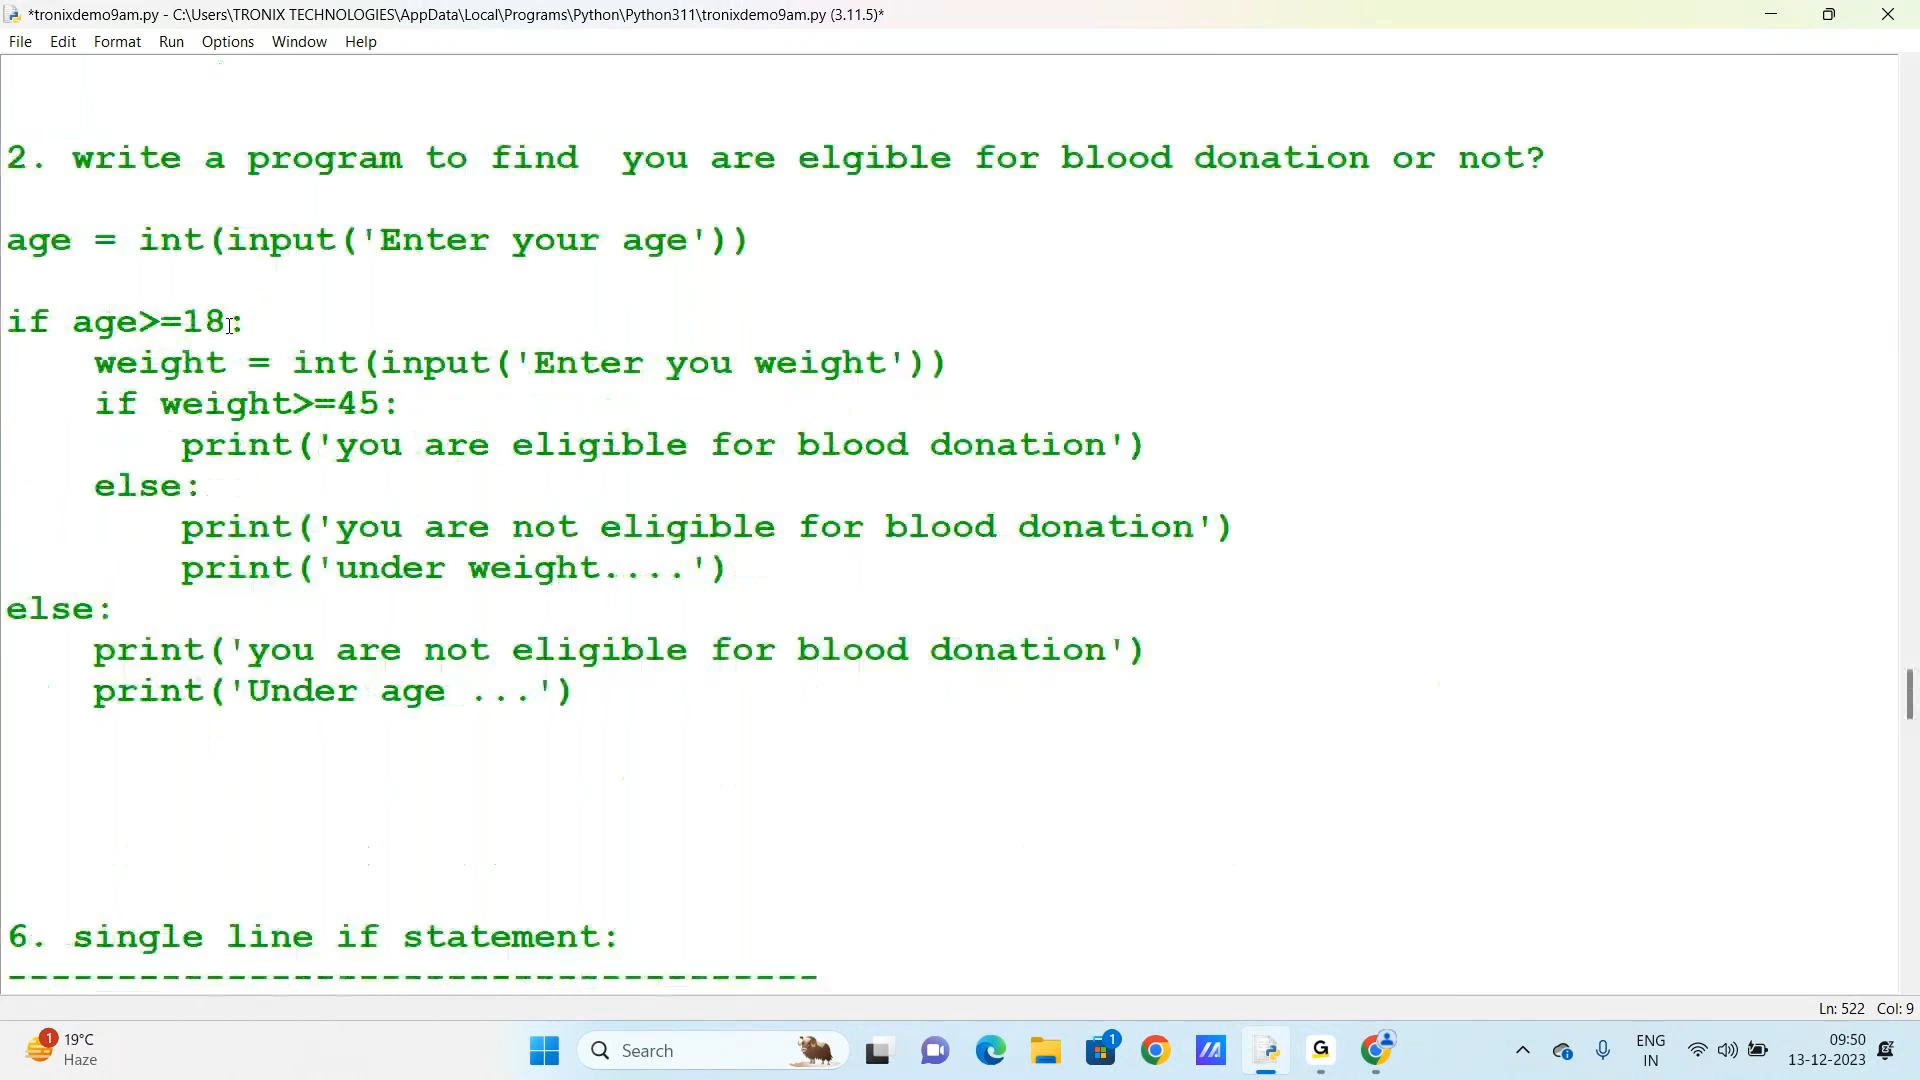 *tronixdemo9am.py - C:\Users\TRONIX TECHNOLOGIES\AppData\Local\Programs\Python\Python311\tronixdemo9am.py (3.11.5)*
File Edit Format Run Options Window Help
2. write a program to find  you are elgible for blood donation or not?
age = int(input('Enter your age'))
if age>=18:
    weight = int(input('Enter you weight'))
    if weight>=45:
        print('you are eligible for blood donation')
    else:
        print('you are not eligible for blood donation')
        print('under weight....')
else:
    print('you are not eligible for blood donation')
    print('Under age ...')
6. single line if statement:
-------------------------------------
Ln: 522 Col: 9
1 19°C
Haze
Search
1
G
ENG
IN
09:50
13-12-2023